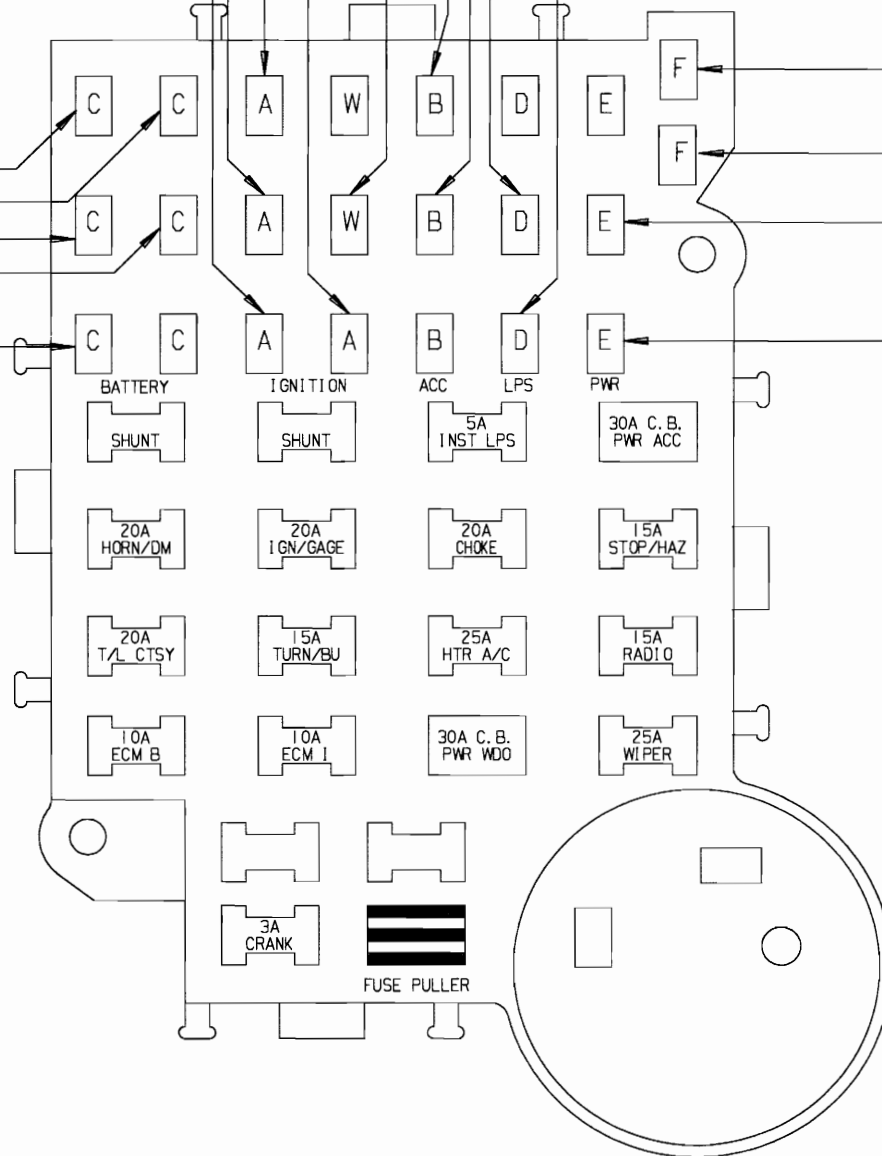 F
C C A W B D E
F
C C A W B D E
C C A A B D E
BATTERY IGNITION ACC LPS PWR
SHUNT
SHUNT
5A
INST LPS
30A C.B.
PWR ACC
20A
HORN/DM
20A
IGN/GAGE
20A
CHOKE
15A
STOP/HAZ
20A
T/L CTSY
15A
TURN/BU
25A
HTR A/C
15A
RADIO
10A
ECM B
10A
ECM I
30A C.B.
PWR WDO
25A
WIPER
3A
CRANK
FUSE PULLER